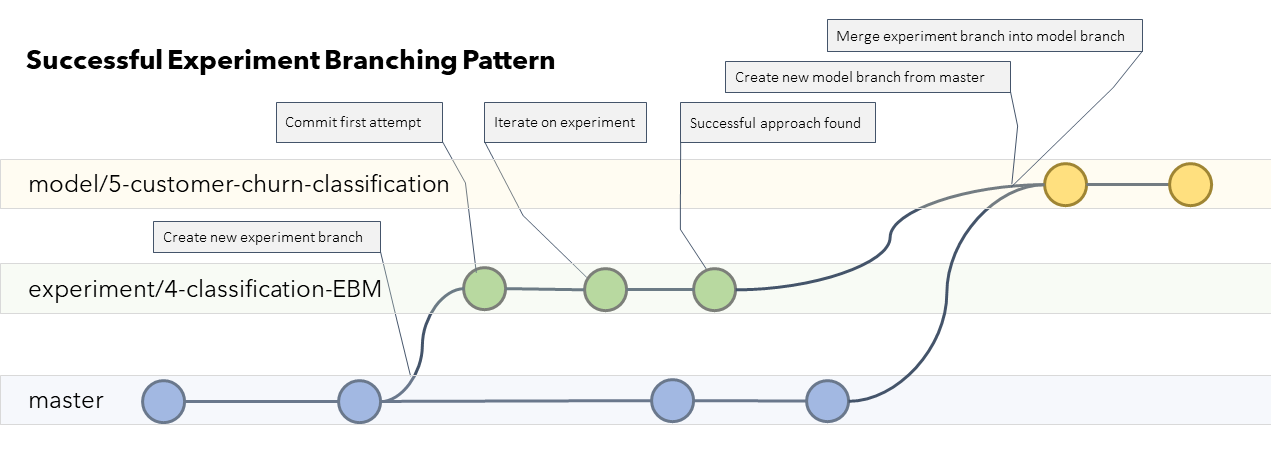 Successful Experiment Branching Pattern
Merge experiment branch into model branch
Create new model branch from master
Commit first attempt
Iterate on experiment
Successful approach found
model/5-customer-churn-classification
Create new experiment branch
experiment/4-classification-EBM
master